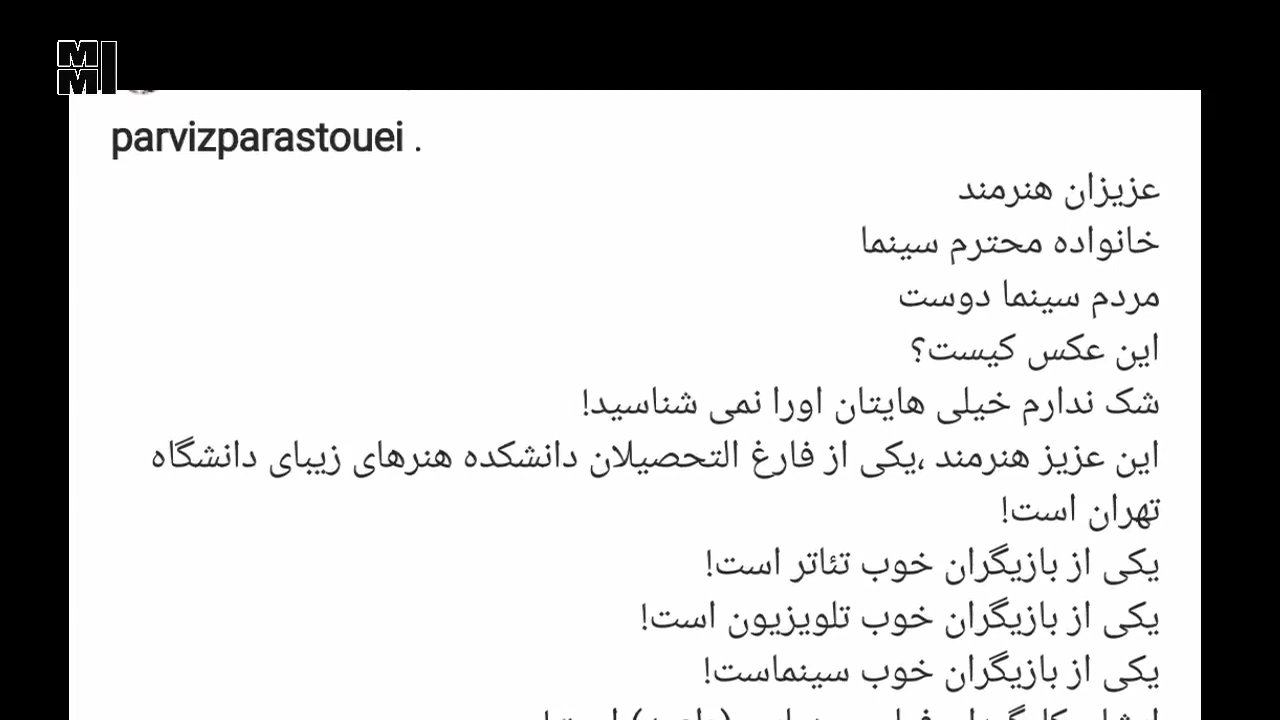 MMI
parvizparastouei .
عزیزان هنرمند
خانواده محترم سینما
مردم سینما دوست
این عکس کیست؟
شک ندارم خیلی هایتان اورا نمی شناسید!
این عزیز هنرمند ،یکی از فارغ التحصیلان دانشکده هنرهای زیبای دانشگاه
تهران است!
یکی از بازیگران خوب تئاتر است!
یکی از بازیگران خوب تلویزیون است!
یکی از بازیگران خوب سینماست!